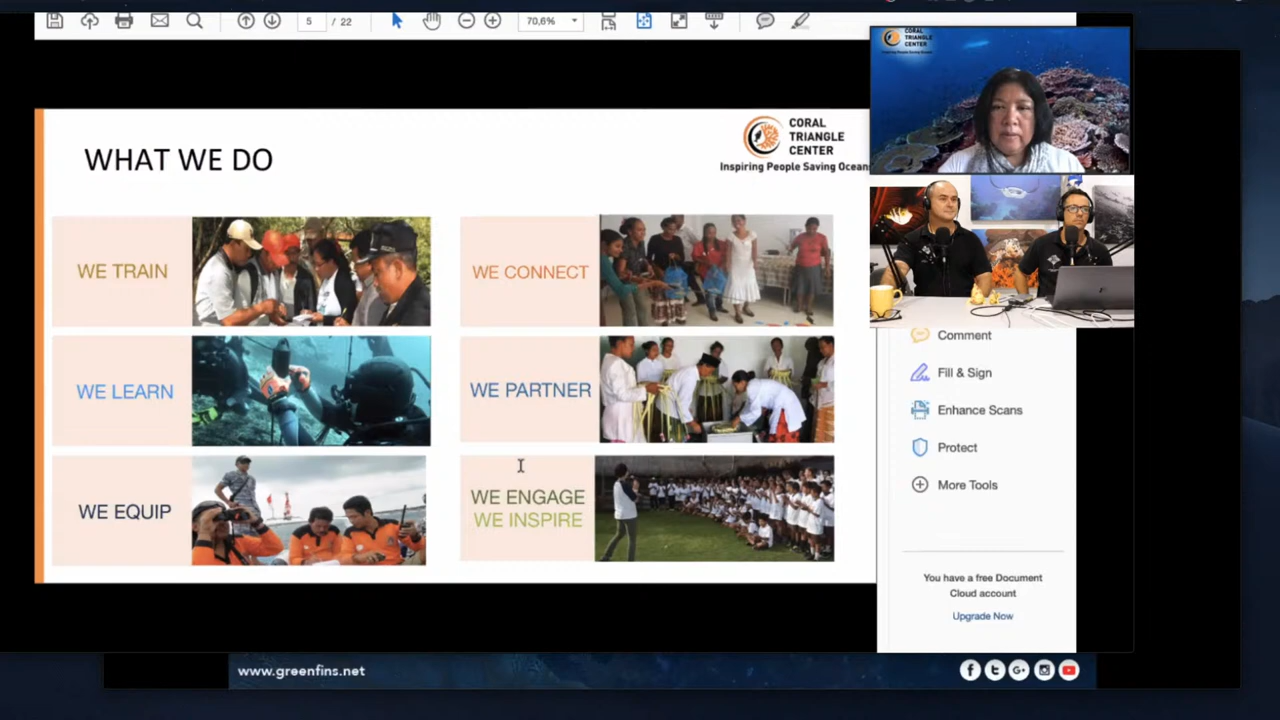 5 / 22
70,6%
CORAL
TRIANGLE
CENTER
CORAL
TRIANGLE
CENTER
Inspiring People Saving Oceans
WHAT WE DO
WE TRAIN
WE CONNECT
WE LEARN
WE PARTNER
WE EQUIP
WE ENGAGE
WE INSPIRE
Comment
Fill & Sign
Enhance Scans
Protect
More Tools
You have a free Document
Cloud account
Upgrade Now
www.greenfins.net